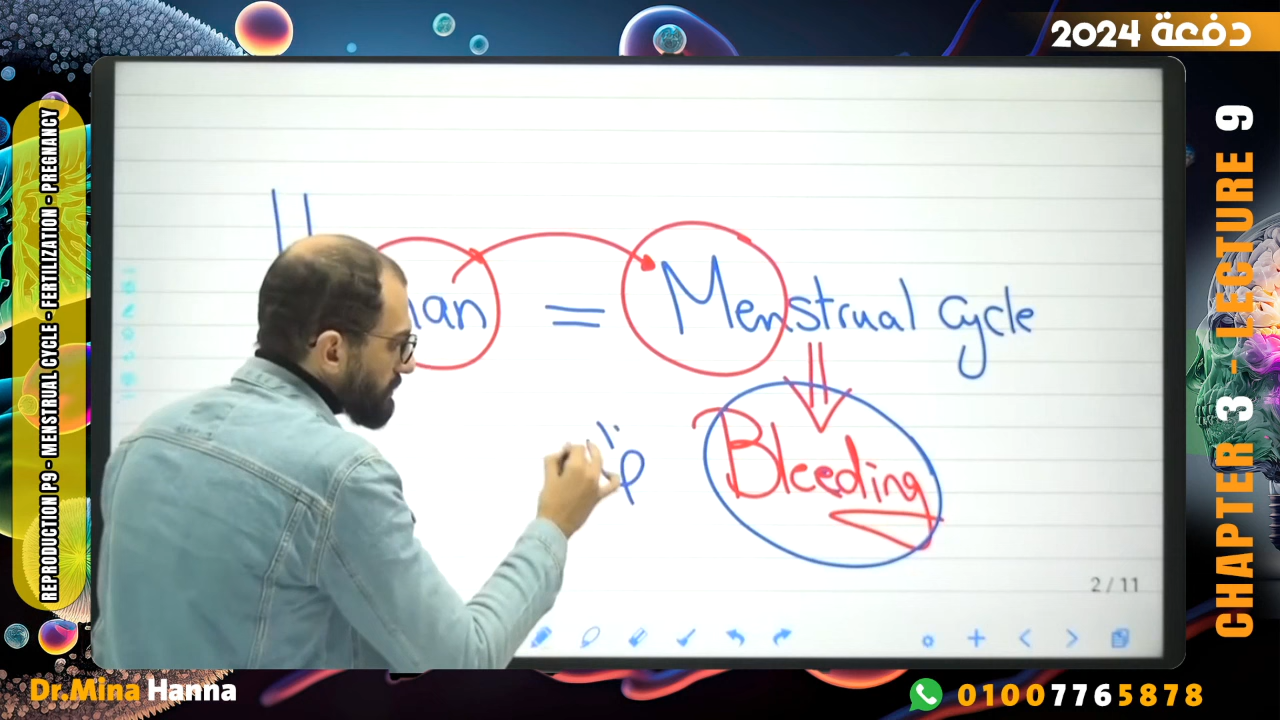 دفعة 2024
REPRODUCTION P9 - MENSTRUAL CYCLE - FERTILIZATION - PREGNANCY
= Menstrual Cycle
Bleeding
2 / 11
CHAPTER 3 - LECTURE 9
Dr.Mina Hanna
01007765878